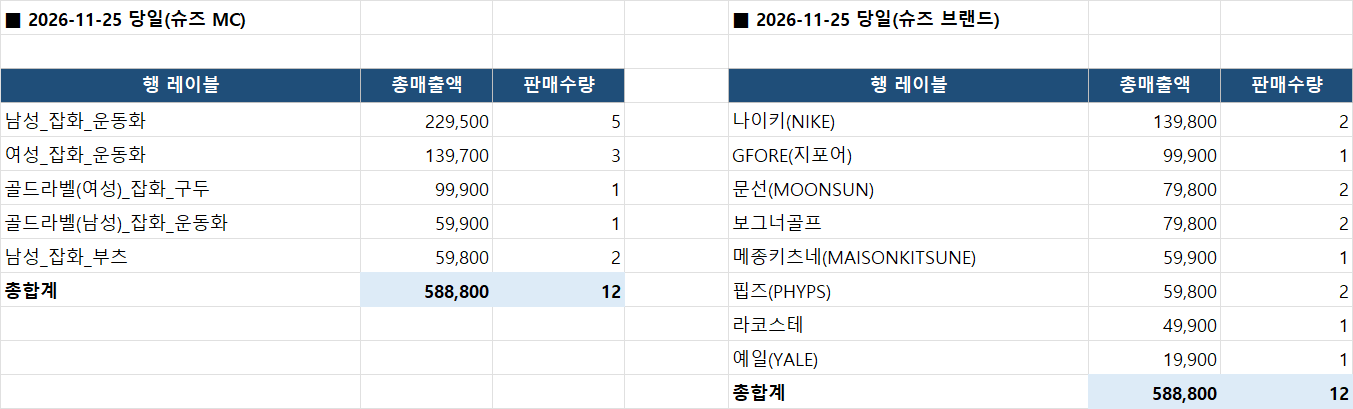 ■ 2026-11-25 당일(슈즈 MC)
행 레이블 총매출액 판매수량
남성_잡화_운동화 229,500 5
여성_잡화_운동화 139,700 3
골드라벨(여성)_잡화_구두 99,900 1
골드라벨(남성)_잡화_운동화 59,900 1
남성_잡화_부츠 59,800 2
총합계 588,800 12
■ 2026-11-25 당일(슈즈 브랜드)
행 레이블 총매출액 판매수량
나이키(NIKE) 139,800 2
GFORE(지포어) 99,900 1
문선(MOONSUN) 79,800 2
보그너골프 79,800 2
메종키츠네(MAISONKITSUNE) 59,900 1
핍즈(PHYPS) 59,800 2
라코스테 49,900 1
예일(YALE) 19,900 1
총합계 588,800 12